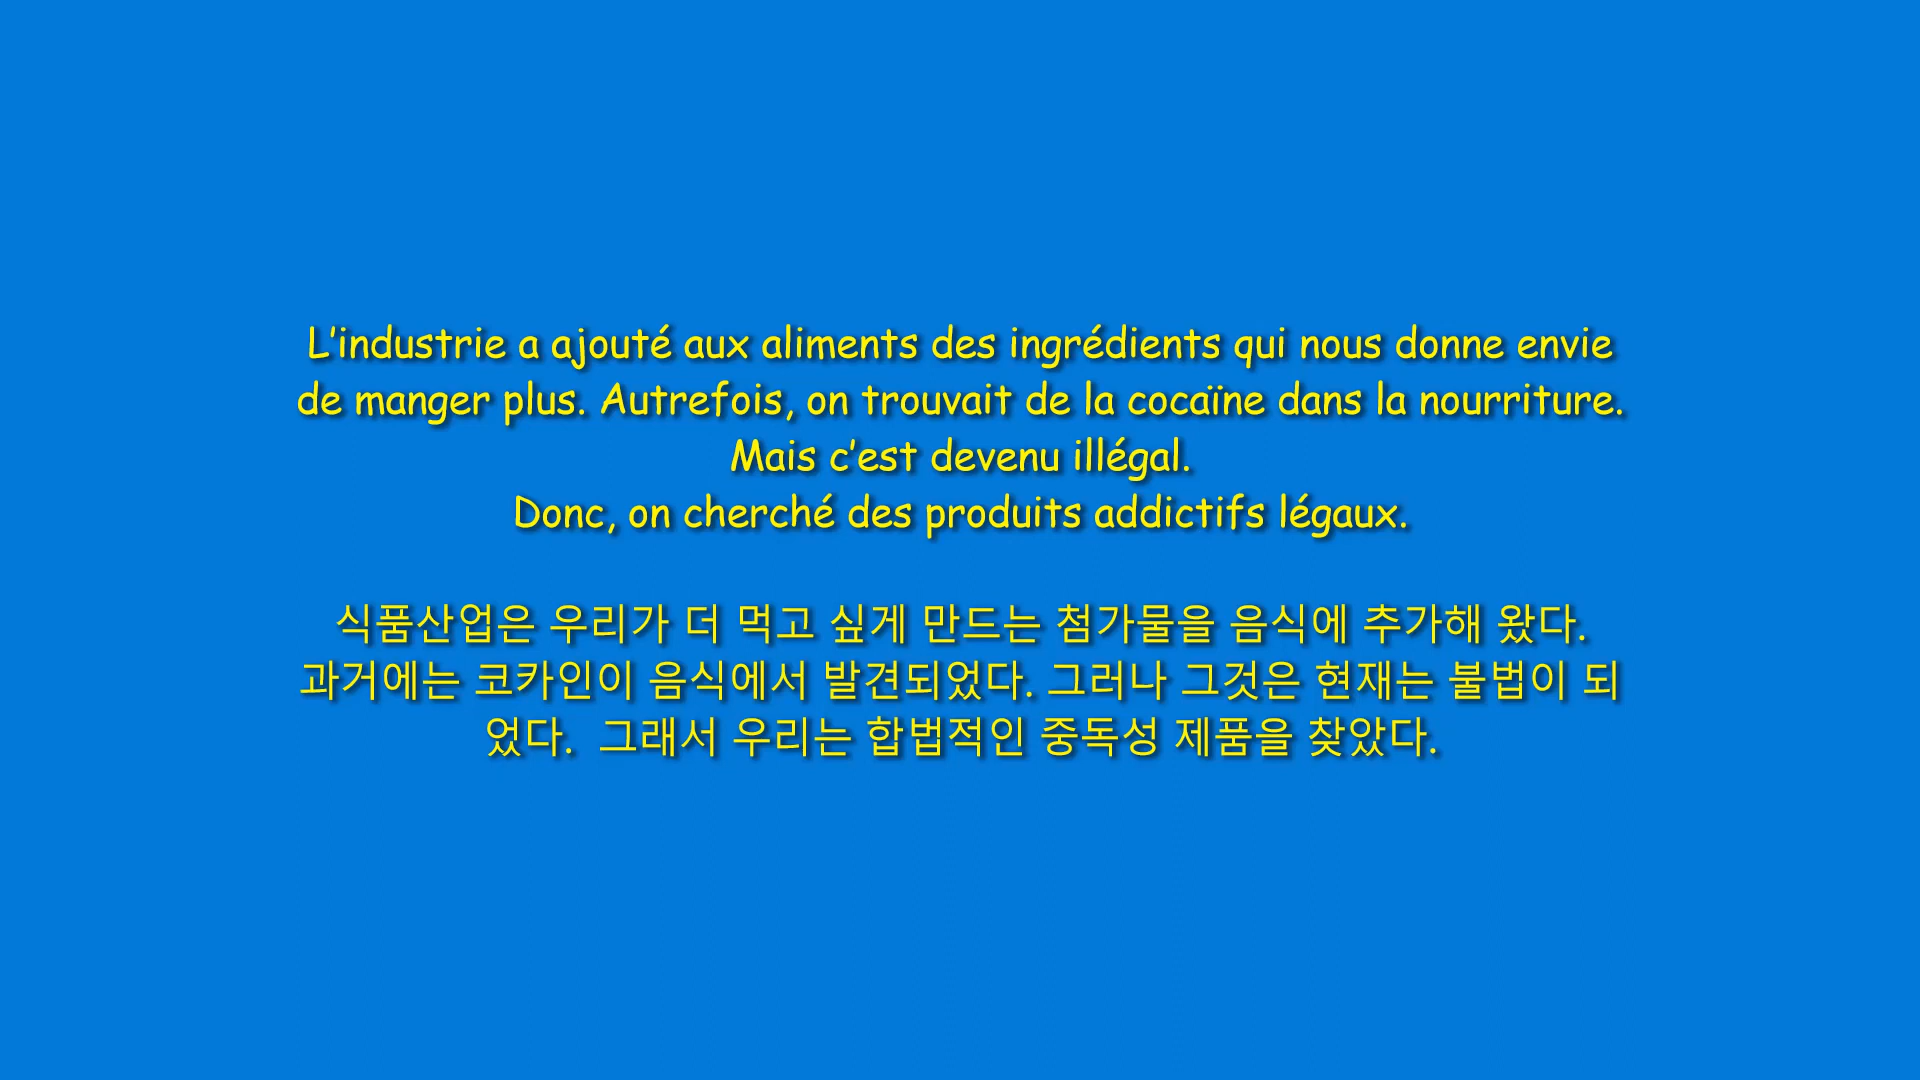 L'industrie a ajouté aux aliments des ingrédients qui nous donne envie
de manger plus. Autrefois, on trouvait de la cocaïne dans la nourriture.
Mais c'est devenu illégal.
Donc, on cherché des produits addictifs légaux.
식품산업은 우리가 더 먹고 싶게 만드는 첨가물을 음식에 추가해 왔다.
과거에는 코카인이 음식에서 발견되었다. 그러나 그것은 현재는 불법이 되
었다.  그래서 우리는 합법적인 중독성 제품을 찾았다.